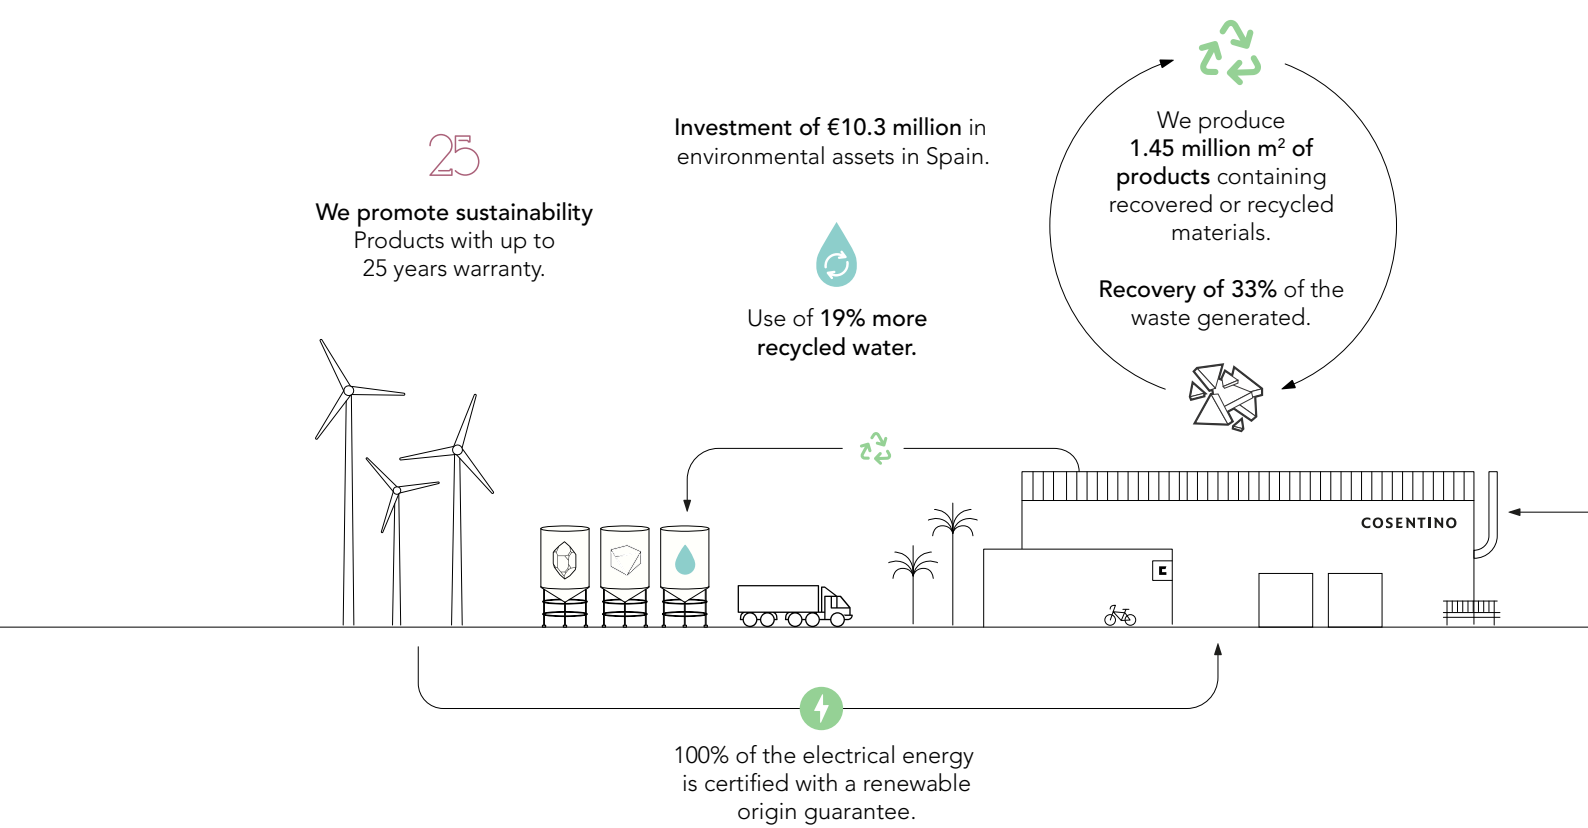 25
We promote sustainability
Products with up to
25 years warranty.
Investment of €10.3 million in
environmental assets in Spain.
Use of 19% more
recycled water.
We produce
1.45 million m² of
products containing
recovered or recycled
materials.
Recovery of 33% of the
waste generated.
COSENTINO
C
100% of the electrical energy
is certified with a renewable
origin guarantee.